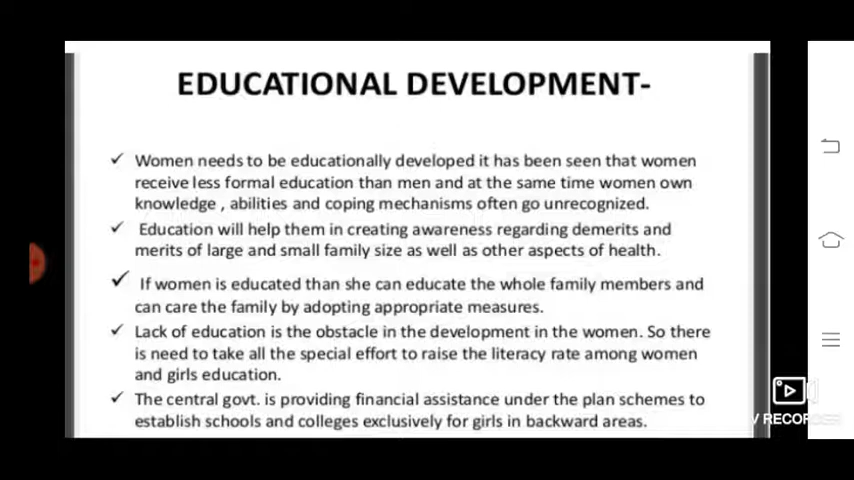 EDUCATIONAL DEVELOPMENT-
✓ Women needs to be educationally developed it has been seen that women
receive less formal education than men and at the same time women own
knowledge , abilities and coping mechanisms often go unrecognized.
✓ Education will help them in creating awareness regarding demerits and
merits of large and small family size as well as other aspects of health.
✓ If women is educated than she can educate the whole family members and
can care the family by adopting appropriate measures.
✓ Lack of education is the obstacle in the development in the women. So there
is need to take all the special effort to raise the literacy rate among women
and girls education.
✓ The central govt. is providing financial assistance under the plan schemes to
establish schools and colleges exclusively for girls in backward areas.